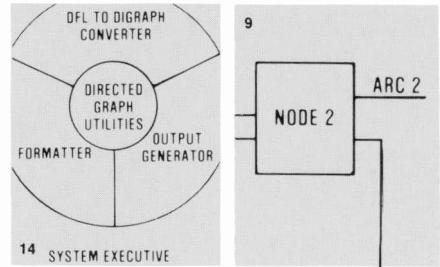 DFL TO DIGRAPH
CONVERTER
DIRECTED
GRAPH
UTILITIES
FORMATTER
OUTPUT
GENERATOR
14 SYSTEM EXECUTIVE
9
NODE 2
ARC 2